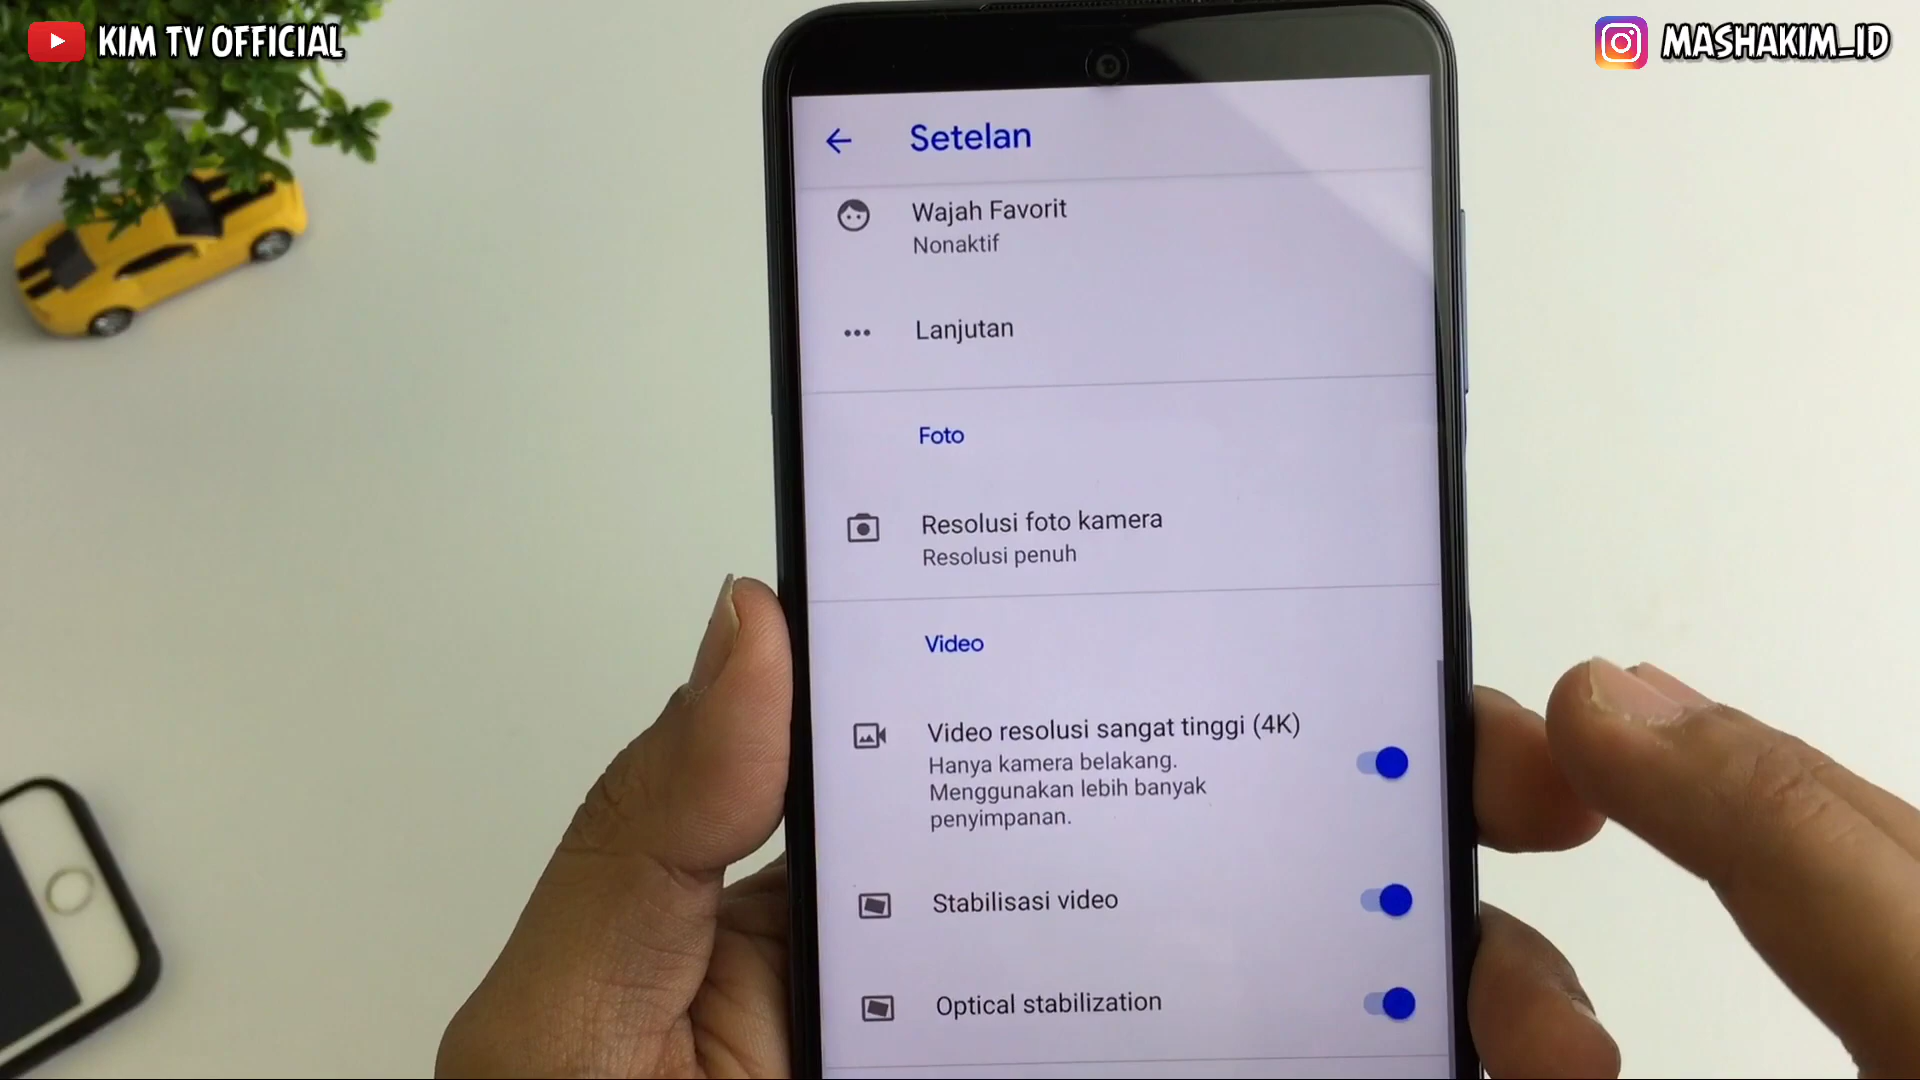 KIM TV OFFICIAL
MASHAKIM_ID
Setelan
Wajah Favorit
Nonaktif
Lanjutan
Foto
Resolusi foto kamera
Resolusi penuh
Video
Video resolusi sangat tinggi (4K)
Hanya kamera belakang.
Menggunakan lebih banyak
penyimpanan.
Stabilisasi video
Optical stabilization